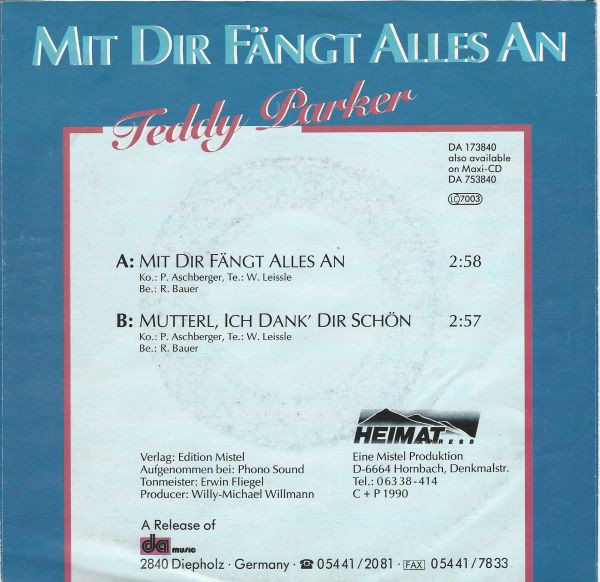 MIT DIR FÄNGT ALLES AN
Teddy Parker
DA 173840
also available
on Maxi-CD
DA 753840
LC 7003
A: MIT DIR FÄNGT ALLES AN 2:58
Ko.: P. Aschberger, Te.: W. Leissle
Be.: R. Bauer
B: MUTTERL, ICH DANK' DIR SCHÖN 2:57
Ko.: P. Aschberger, Te.: W. Leissle
Be.: R. Bauer
HEIMAT
EXPRESS
Verlag: Edition Mistel
Aufgenommen bei: Phono Sound
Tonmeister: Erwin Fliegel
Producer: Willy-Michael Willmann
Eine Mistel Produktion
D-6664 Hornbach, Denkmalstr.
Tel.: 06338-414
C + P 1990
A Release of
da music
2840 Diepholz · Germany · ☎ 05441/2081 · FAX 05441/7833